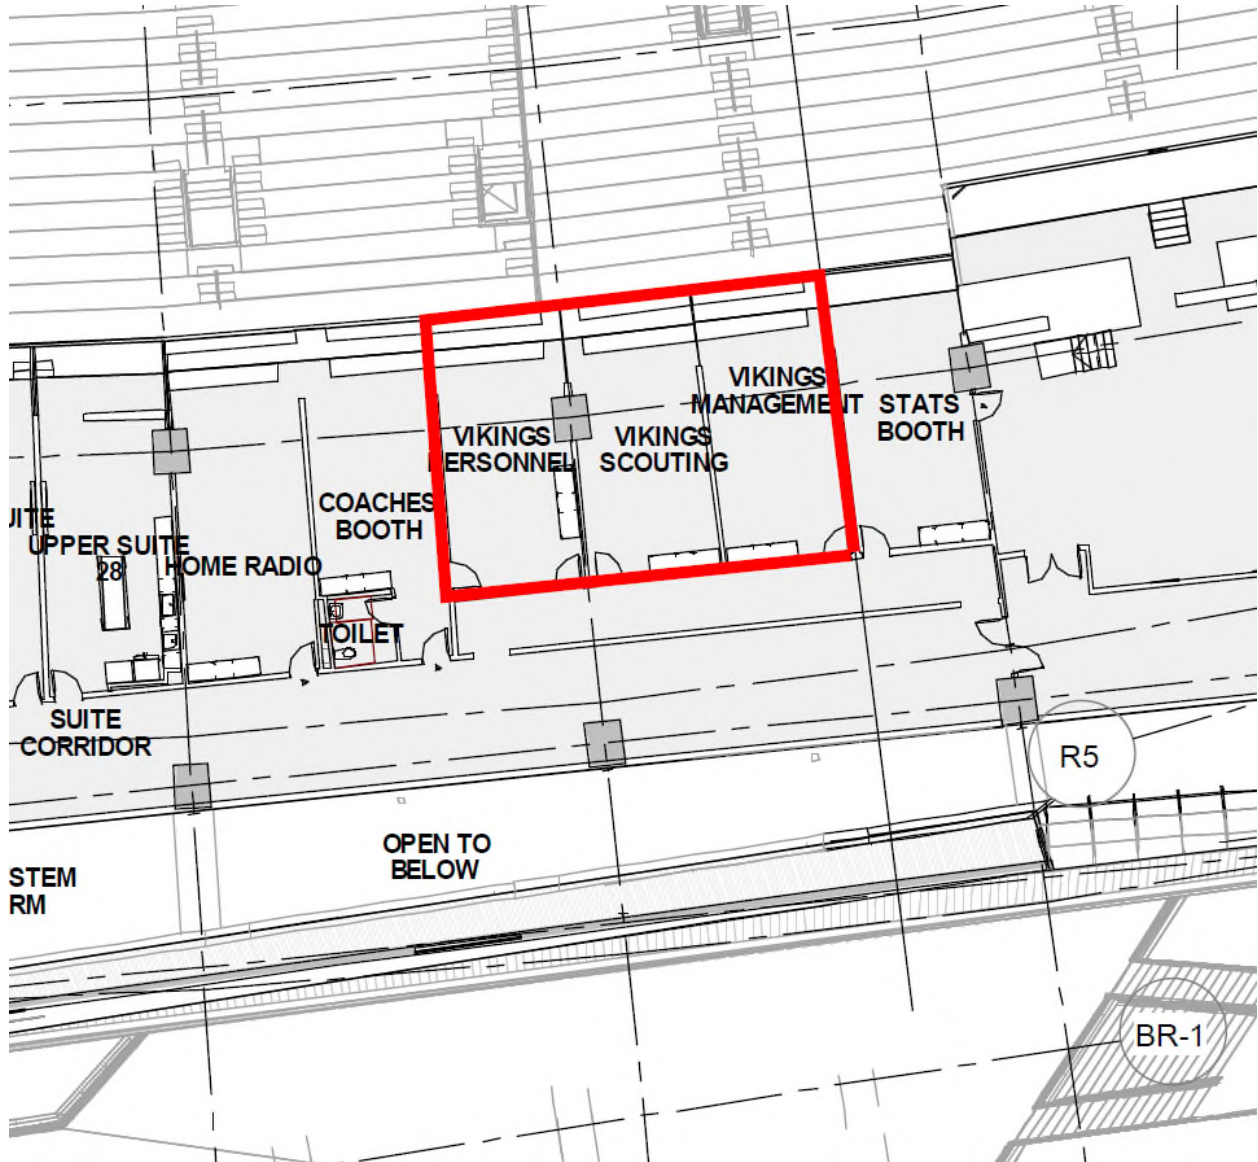 VIKINGS
MANAGEMENT
STATS
BOOTH
VIKINGS
PERSONNEL
VIKINGS
SCOUTING
COACHES
BOOTH
UITE
UPPER SUITE
28
HOME RADIO
TOILET
SUITE
CORRIDOR
R5
OPEN TO
BELOW
STEM
RM
BR-1